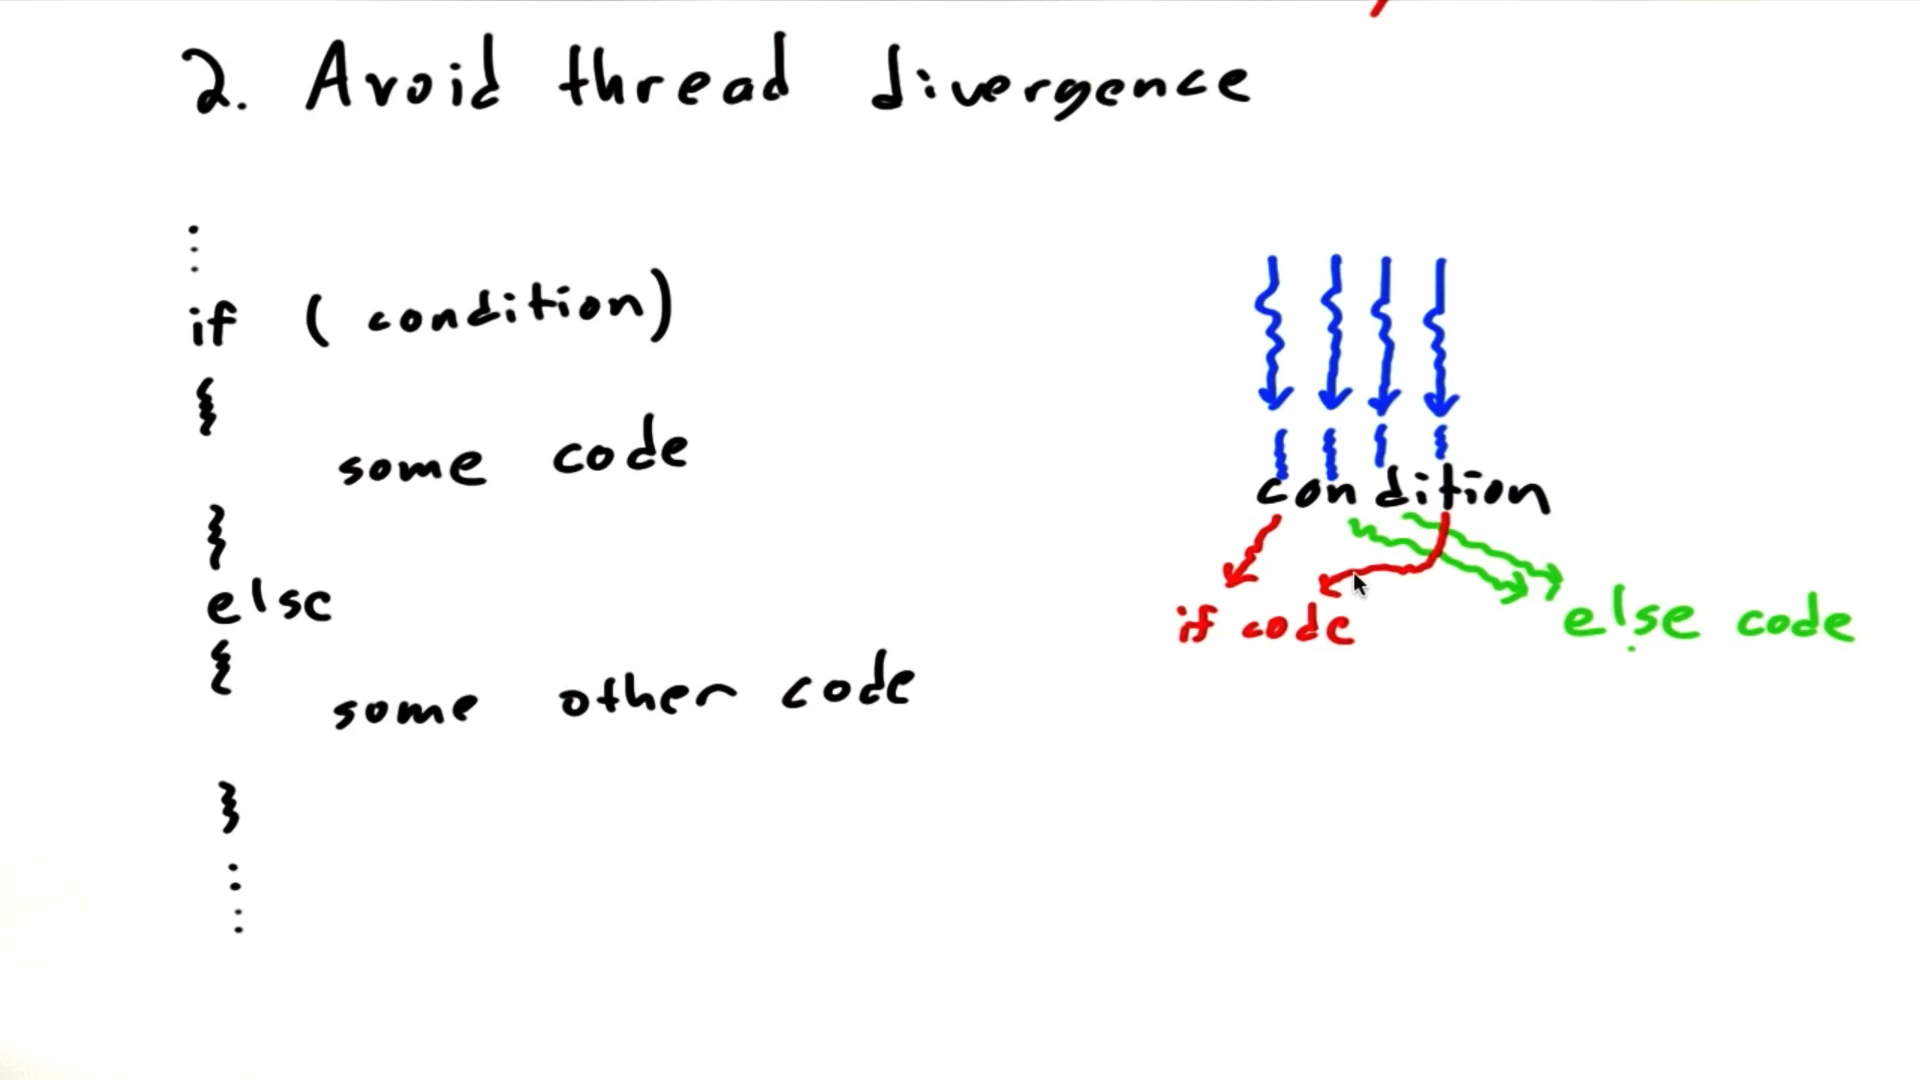 2. Avoid thread divergence
⋮
if ( condition)
{
some code
}
else
{
some other code
}
⋮
condition
if code
else code